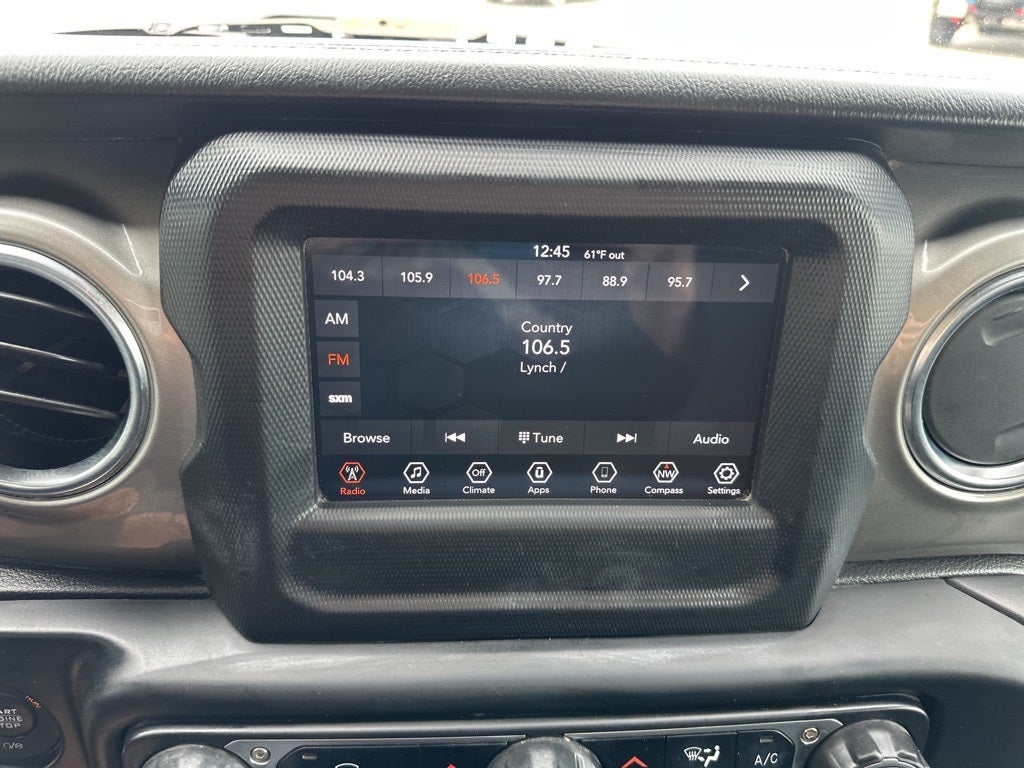 12:45 61°F out
104.3 105.9 106.5 97.7 88.9 95.7
AM
FM
sxm
Country
106.5
Lynch /
Browse Tune Audio
Off NW
Radio Media Climate Apps Phone Compass Settings
A/C